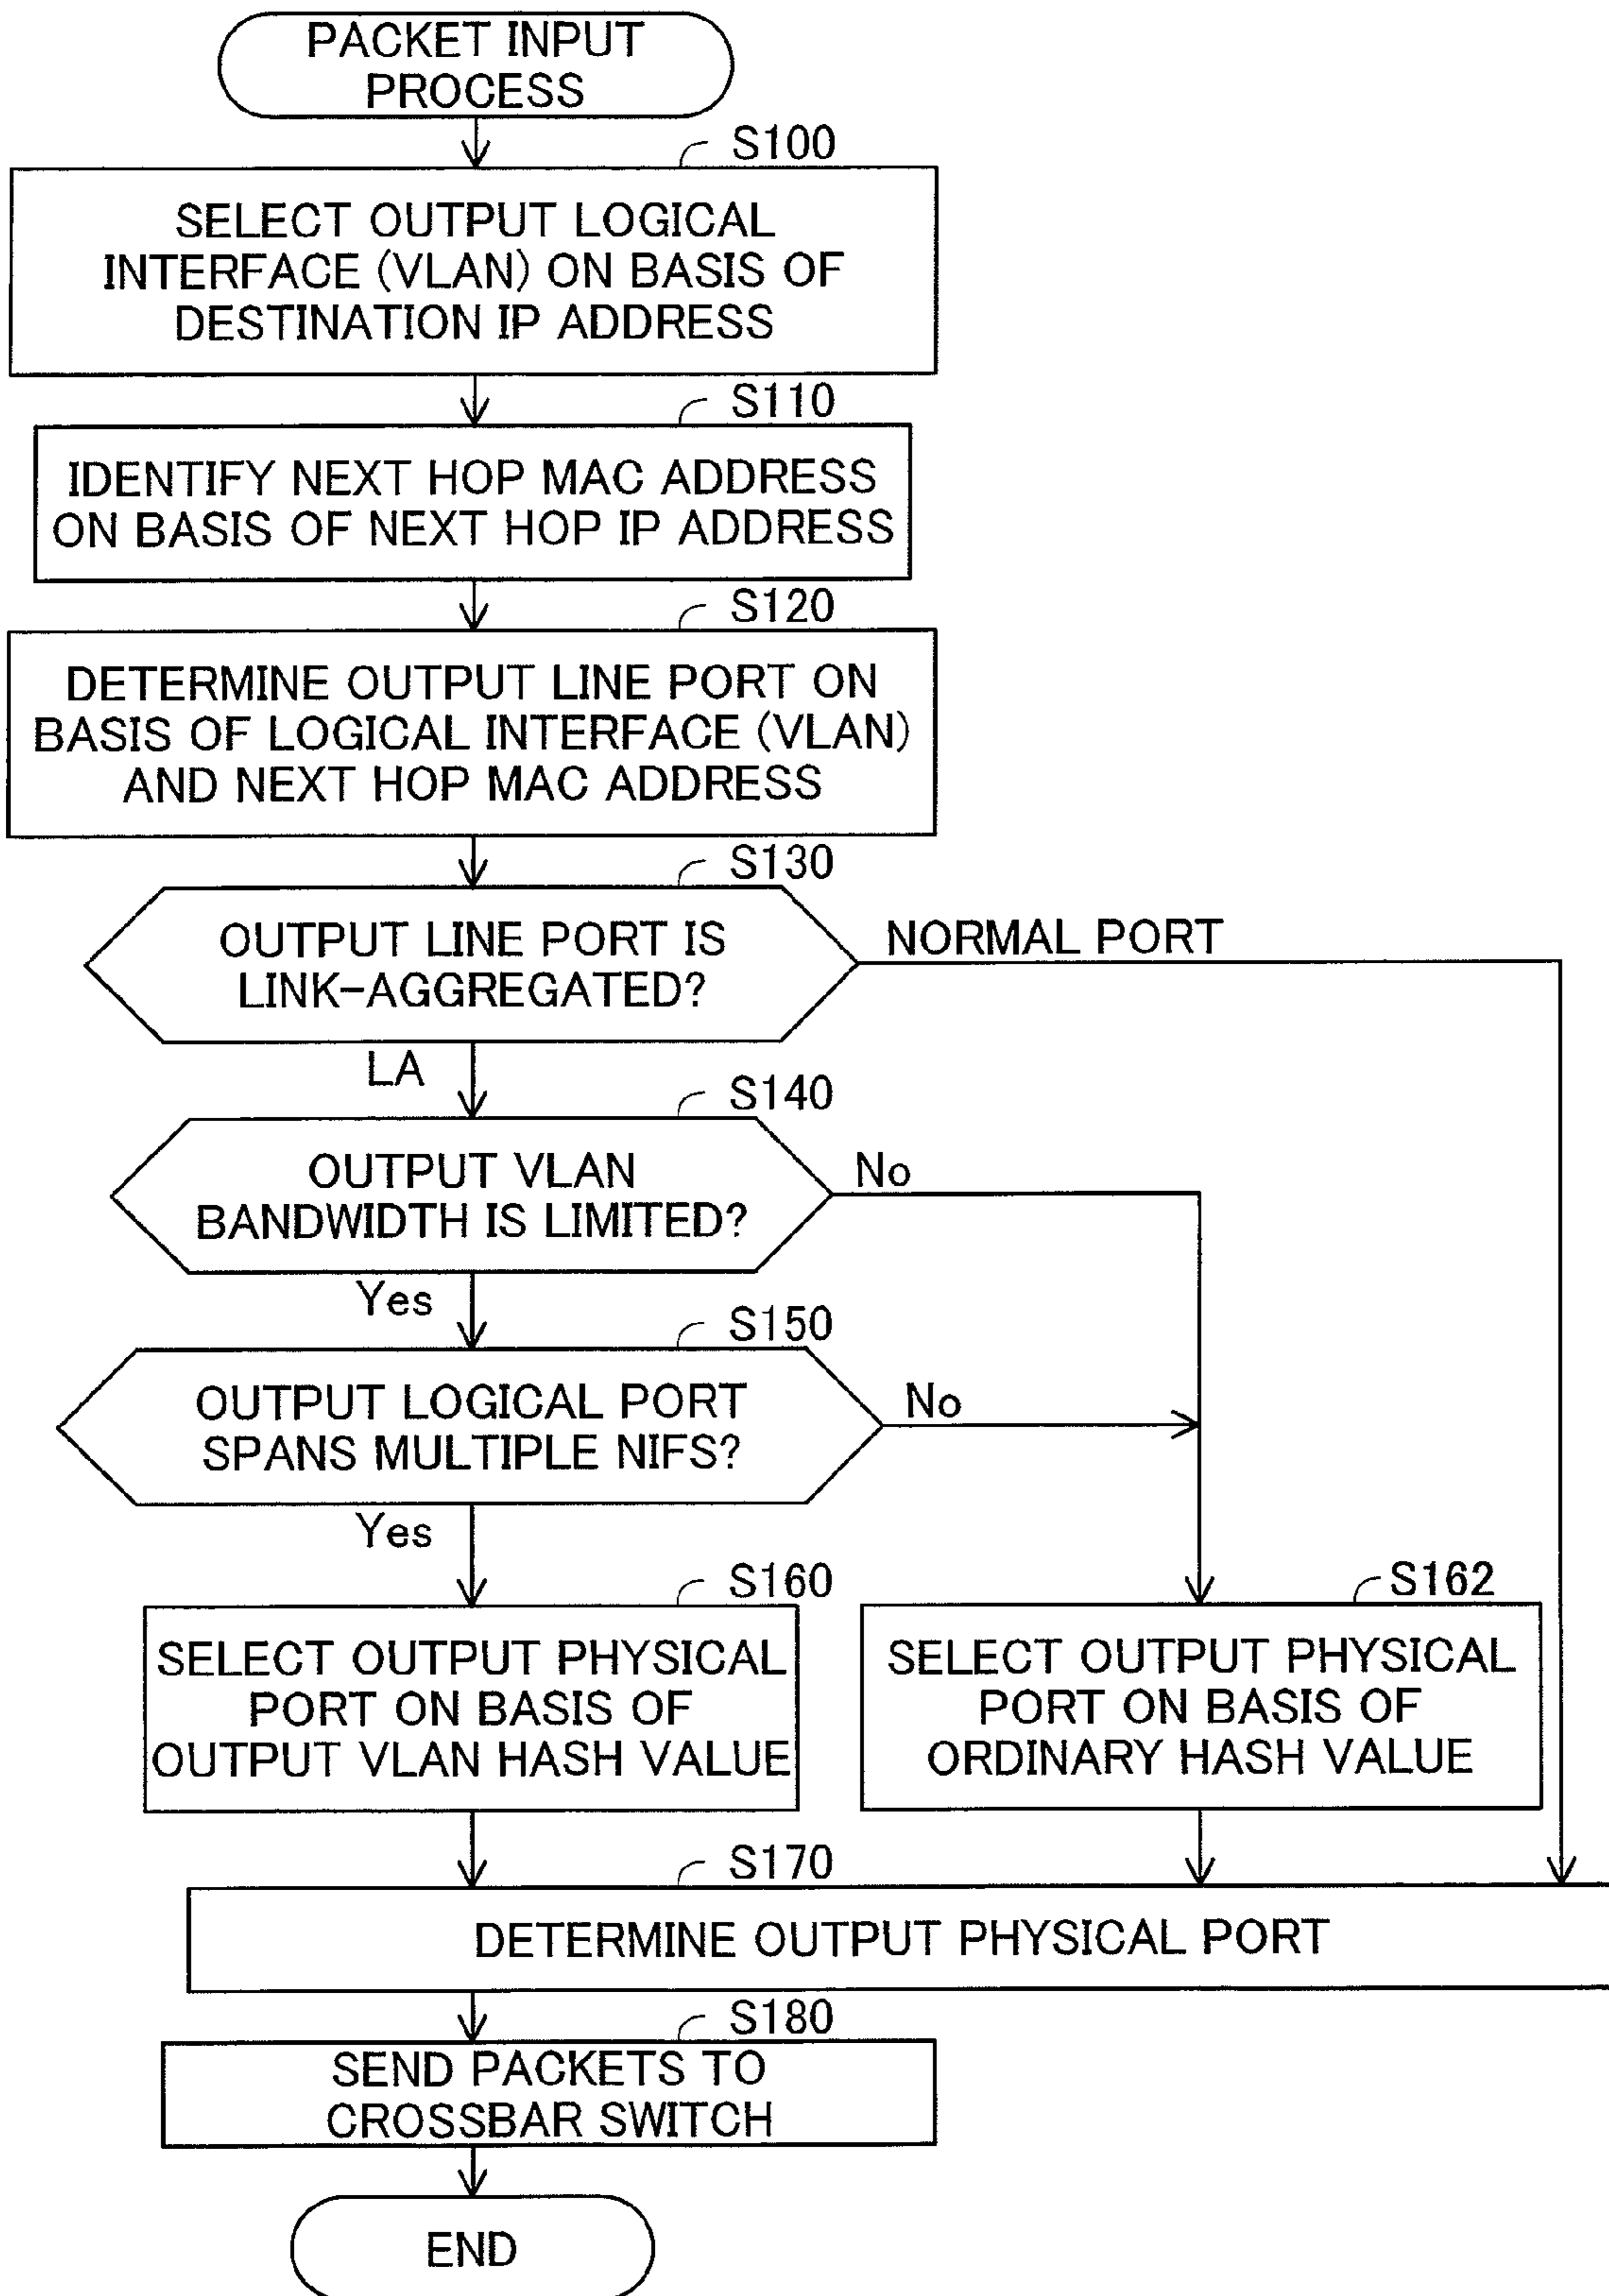 PACKET INPUT
PROCESS
S100
SELECT OUTPUT LOGICAL
INTERFACE (VLAN) ON BASIS OF
DESTINATION IP ADDRESS
S110
IDENTIFY NEXT HOP MAC ADDRESS
ON BASIS OF NEXT HOP IP ADDRESS
S120
DETERMINE OUTPUT LINE PORT ON
BASIS OF LOGICAL INTERFACE (VLAN)
AND NEXT HOP MAC ADDRESS
S130
OUTPUT LINE PORT IS
LINK-AGGREGATED?
NORMAL PORT
LA
S140
OUTPUT VLAN
BANDWIDTH IS LIMITED?
No
Yes
S150
OUTPUT LOGICAL PORT
SPANS MULTIPLE NIFS?
No
Yes
S160
SELECT OUTPUT PHYSICAL
PORT ON BASIS OF
OUTPUT VLAN HASH VALUE
S162
SELECT OUTPUT PHYSICAL
PORT ON BASIS OF
ORDINARY HASH VALUE
S170
DETERMINE OUTPUT PHYSICAL PORT
S180
SEND PACKETS TO
CROSSBAR SWITCH
END